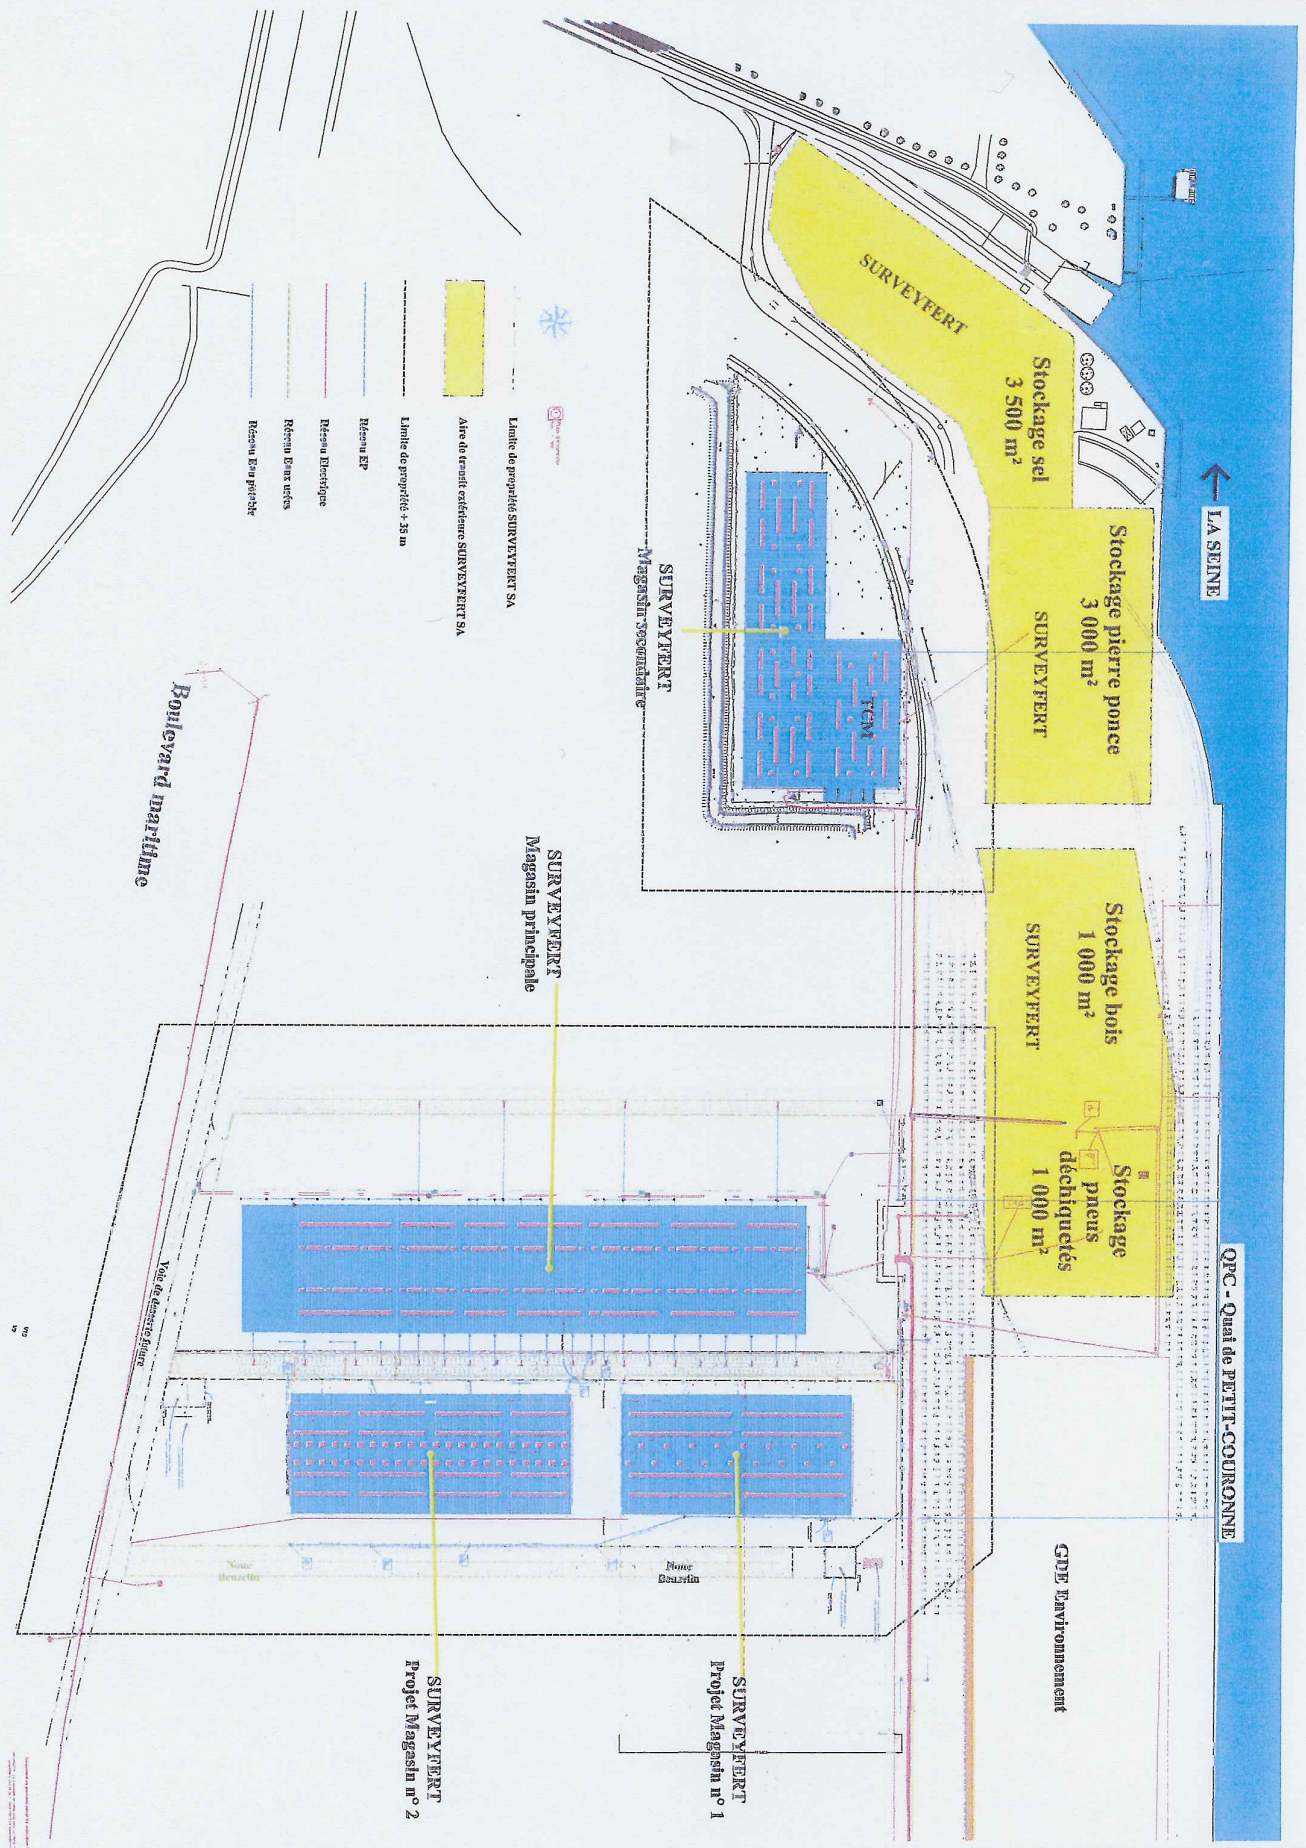 LA SEINE
QPC - Quai de PETIT-COURONNE
Stockage sel
3 500 m²
SURVEYFERT
Stockage pierre ponce
3 000 m²
SURVEYFERT
Stockage bois
1 000 m²
SURVEYFERT
Stockage
pneus
déchiquetés
1 000 m²
GDE Environnement
TGM
SURVEYFERT
Magasin secondaire
SURVEYFERT
Magasin principale
SURVEYFERT
Projet Magasin n° 1
SURVEYFERT
Projet Magasin n° 2
Noue
Beuzelin
Noue
Beuzelin
Voie de desserte future
Boulevard maritime
Limite de propriété SURVEYFERT SA
Aire de transit extérieure SURVEYFERT SA
Limite de propriété + 35 m
Réseau EP
Réseau Electrique
Réseau Eaux usées
Réseau Eau potable